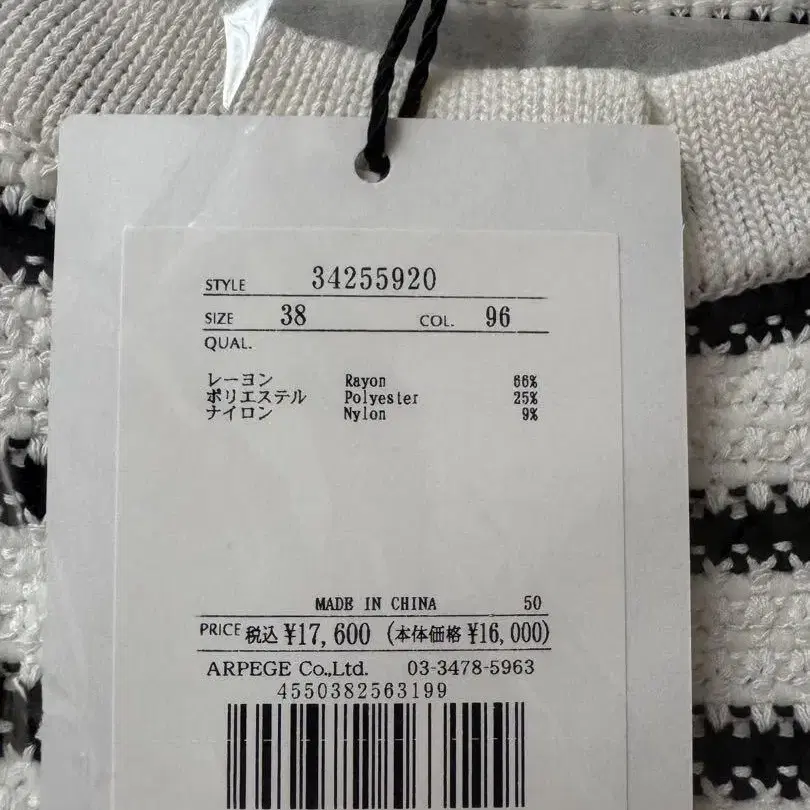 STYLE 34255920
SIZE 38 COL. 96
QUAL.
レーヨン Rayon 66%
ポリエステル Polyester 25%
ナイロン Nylon 9%
MADE IN CHINA 50
PRICE 税込 ¥17,600 (本体価格 ¥16,000)
ARPEGE Co.,Ltd. 03-3478-5963
4550382563199